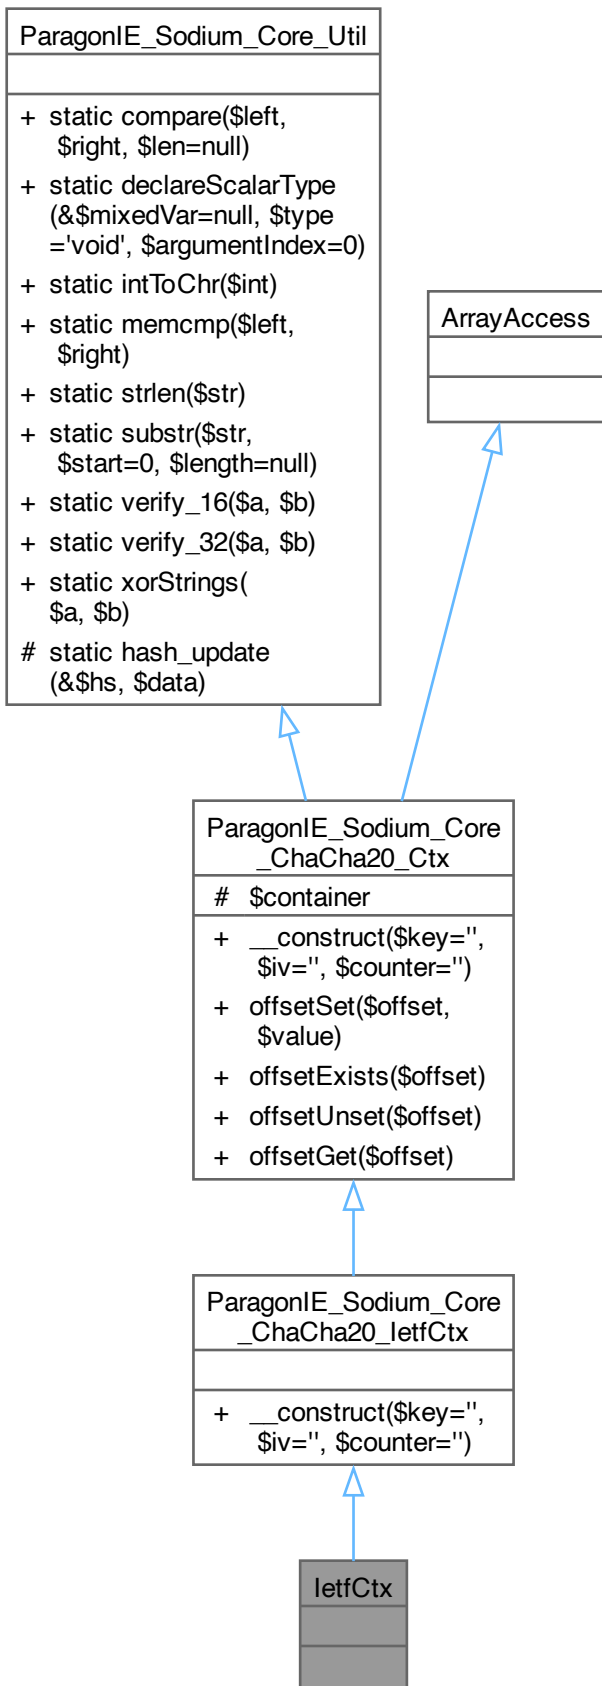 ParagonIE_Sodium_Core_Util
+ static compare($left,
$right, $len=null)
+ static declareScalarType
(&$mixedVar=null, $type
='void', $argumentIndex=0)
+ static intToChr($int)
+ static memcmp($left,
$right)
+ static strlen($str)
+ static substr($str,
$start=0, $length=null)
+ static verify_16($a, $b)
+ static verify_32($a, $b)
+ static xorStrings(
$a, $b)
# static hash_update
(&$hs, $data)
ArrayAccess
ParagonIE_Sodium_Core
_ChaCha20_Ctx
# $container
+ __construct($key='',
$iv='', $counter='')
+ offsetSet($offset,
$value)
+ offsetExists($offset)
+ offsetUnset($offset)
+ offsetGet($offset)
ParagonIE_Sodium_Core
_ChaCha20_IetfCtx
+ __construct($key='',
$iv='', $counter='')
IetfCtx